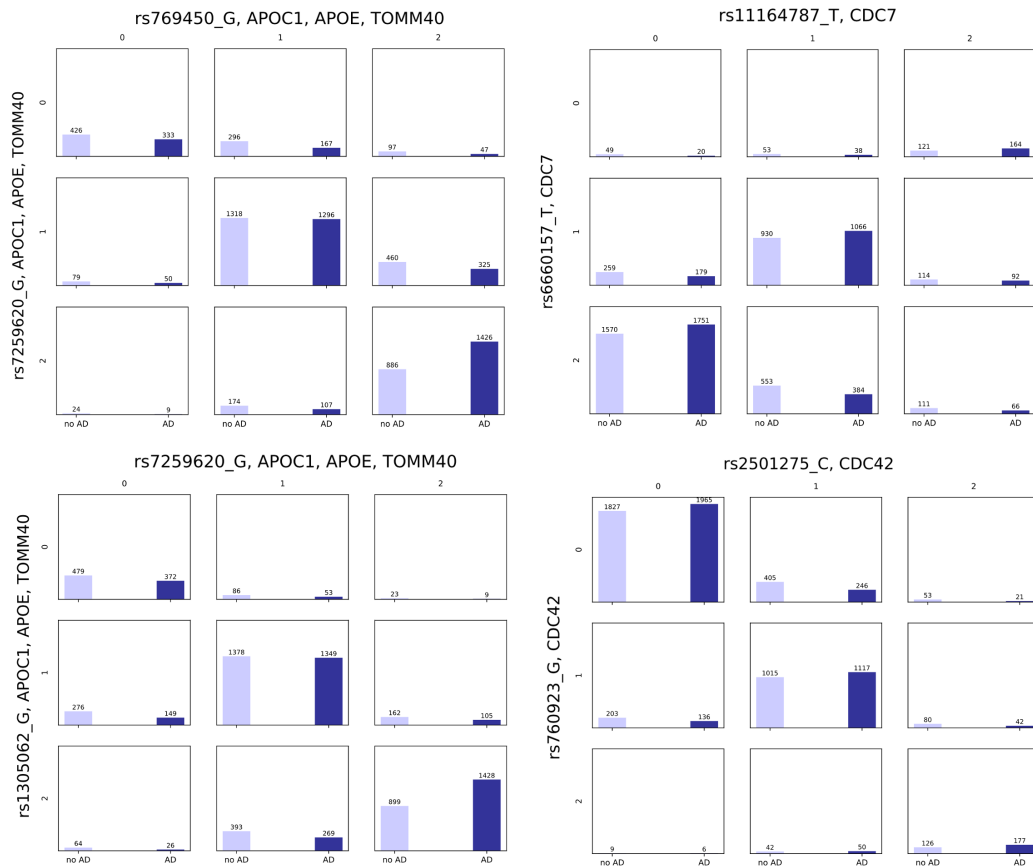 rs769450_G, APOC1, APOE, TOMM40
0 1 2
rs7259620_G, APOC1, APOE, TOMM40
0
426 333 296 167 97 47
1
79 50 1318 1296 460 325
2
24 9 174 107 886 1426
no AD AD no AD AD no AD AD
rs11164787_T, CDC7
0 1 2
rs6660157_T, CDC7
0
49 20 53 38 121 164
1
259 179 930 1066 114 92
2
1570 1751 553 384 111 66
no AD AD no AD AD no AD AD
rs7259620_G, APOC1, APOE, TOMM40
0 1 2
rs1305062_G, APOC1, APOE, TOMM40
0
479 372 86 53 23 9
1
276 149 1378 1349 162 105
2
64 26 393 269 899 1428
no AD AD no AD AD no AD AD
rs2501275_C, CDC42
0 1 2
rs760923_G, CDC42
0
1827 1965 405 246 53 21
1
203 136 1015 1117 80 42
2
9 6 42 50 126 177
no AD AD no AD AD no AD AD